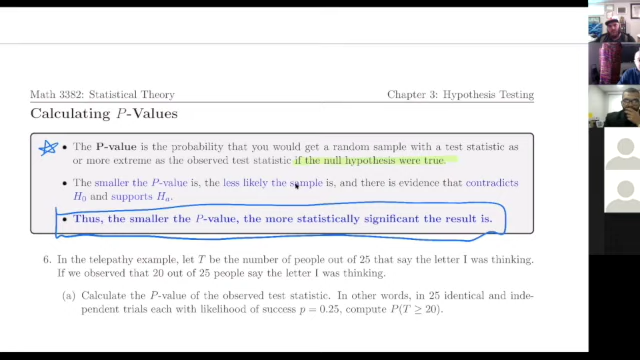 Math 3382: Statistical Theory Chapter 3: Hypothesis Testing
Calculating P-Values
• The P-value is the probability that you would get a random sample with a test statistic as
or more extreme as the observed test statistic if the null hypothesis were true.
• The smaller the P-value is, the less likely the sample is, and there is evidence that contradicts
H₀ and supports Hₐ.
• Thus, the smaller the P-value, the more statistically significant the result is.
6. In the telepathy example, let T be the number of people out of 25 that say the letter I was thinking.
If we observed that 20 out of 25 people say the letter I was thinking.
(a) Calculate the P-value of the observed test statistic. In other words, in 25 identical and inde-
pendent trials each with likelihood of success p = 0.25, compute P(T ≥ 20).